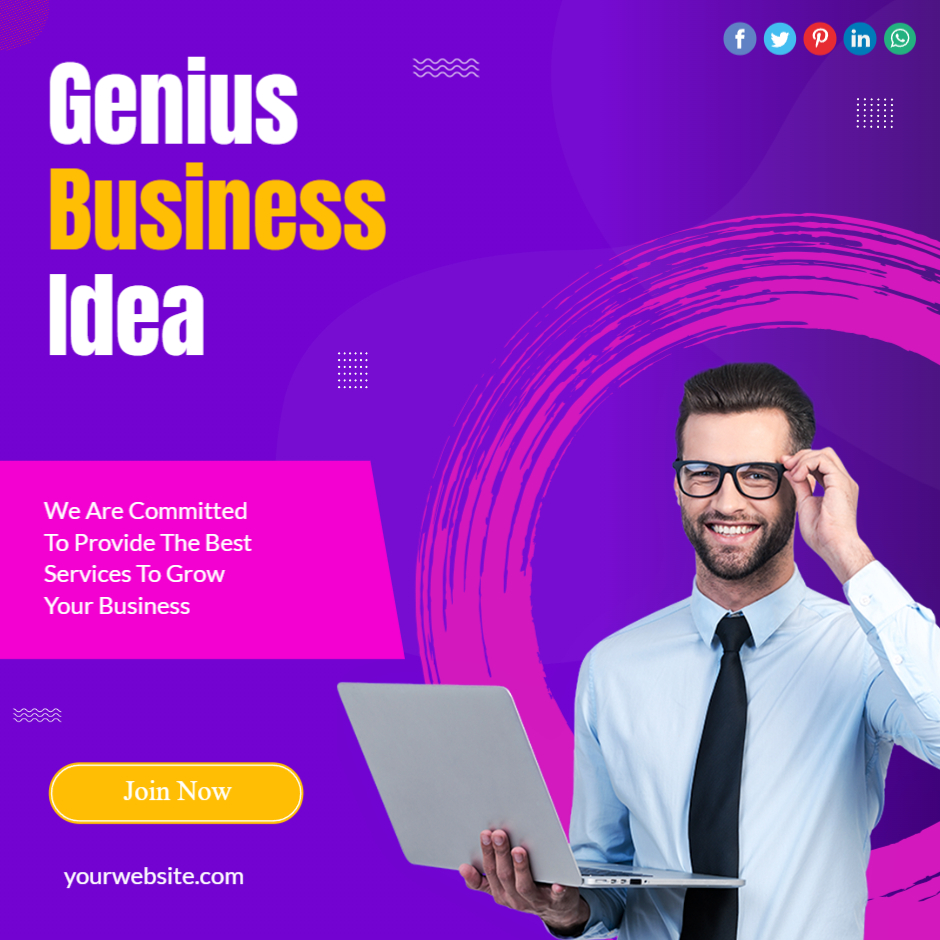 Genius
Business
Idea
We Are Committed
To Provide The Best
Services To Grow
Your Business
Join Now
yourwebsite.com